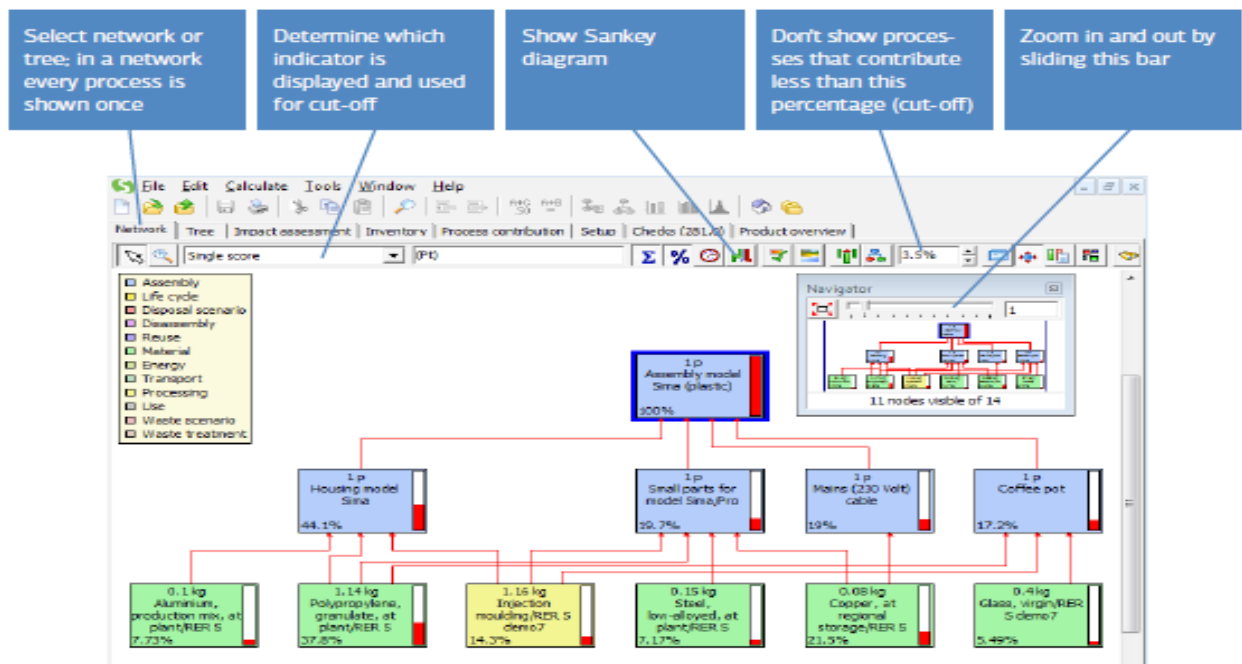 Select network or
tree; in a network
every process is
shown once
Determine which
indicator is
displayed and used
for cut-off
Show Sankey
diagram
Don't show proces-
ses that contribute
less than this
percentage (cut-off)
Zoom in and out by
sliding this bar
File Edit Calculate Tools Window Help
Network Tree Impact assessment Inventory Process contribution Setup Checks (281,0) Product overview
Single score (Pt) Σ % 3.5%
Assembly
Life cycle
Disposal scenario
Disassembly
Reuse
Material
Energy
Transport
Processing
Use
Waste scenario
Waste treatment
Navigator
1
11 nodes visible of 14
1 p
Assembly model
Sima (plastic)
100%
1 p
Housing model
Sima
44.1%
1 p
Small parts for
model Sima/Pro
19.7%
1 p
Mains (230 Volt)
cable
19%
1 p
Coffee pot
17.2%
0.1 kg
Aluminium,
production mix, at
plant/RER S
7.73%
1.14 kg
Polypropylene,
granulate, at
plant/RER S
37.8%
1.16 kg
Injection
moulding/RER S
demo7
14.3%
0.15 kg
Steel,
low-alloyed, at
plant/RER S
7.17%
0.08 kg
Copper, at
regional
storage/RER S
21.5%
0.4 kg
Glass, virgin/RER
S demo7
5.49%